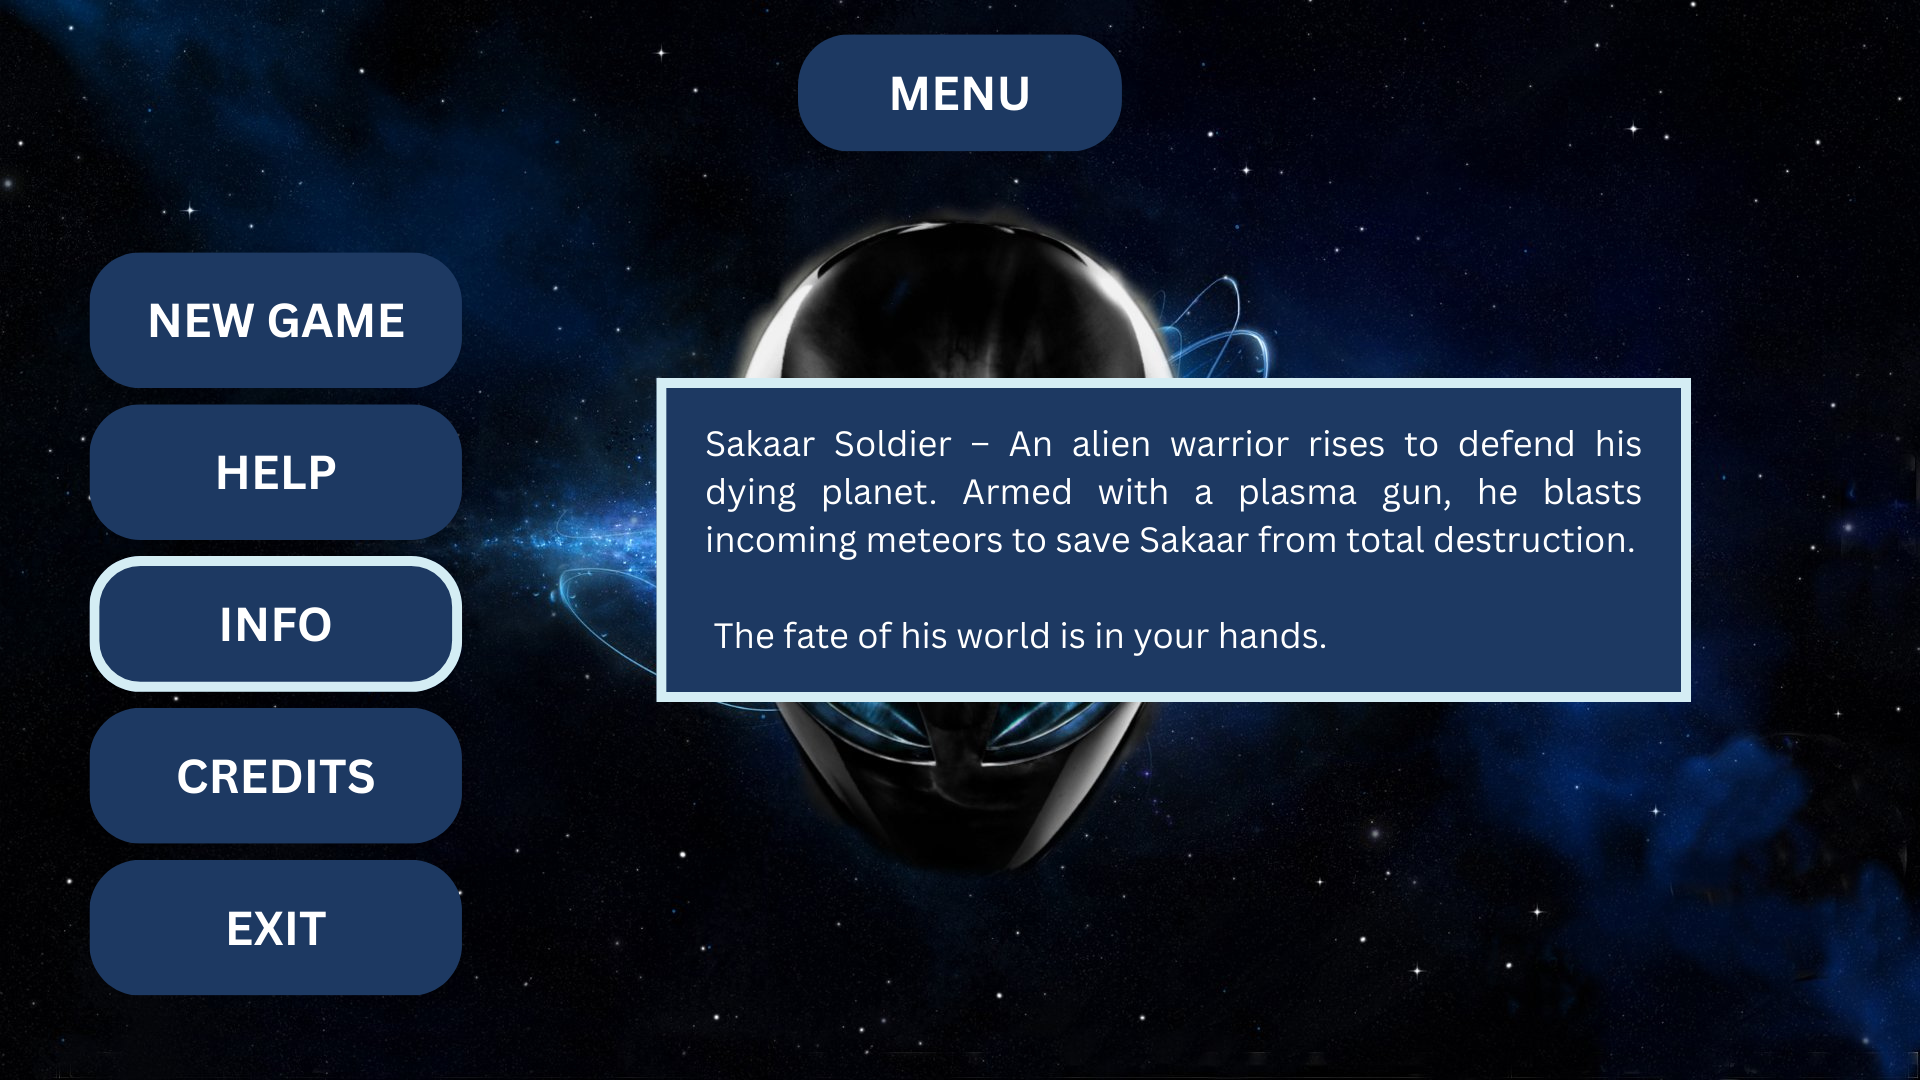 MENU
NEW GAME
HELP
INFO
CREDITS
EXIT
Sakaar Soldier – An alien warrior rises to defend his
dying planet. Armed with a plasma gun, he blasts
incoming meteors to save Sakaar from total destruction.
The fate of his world is in your hands.